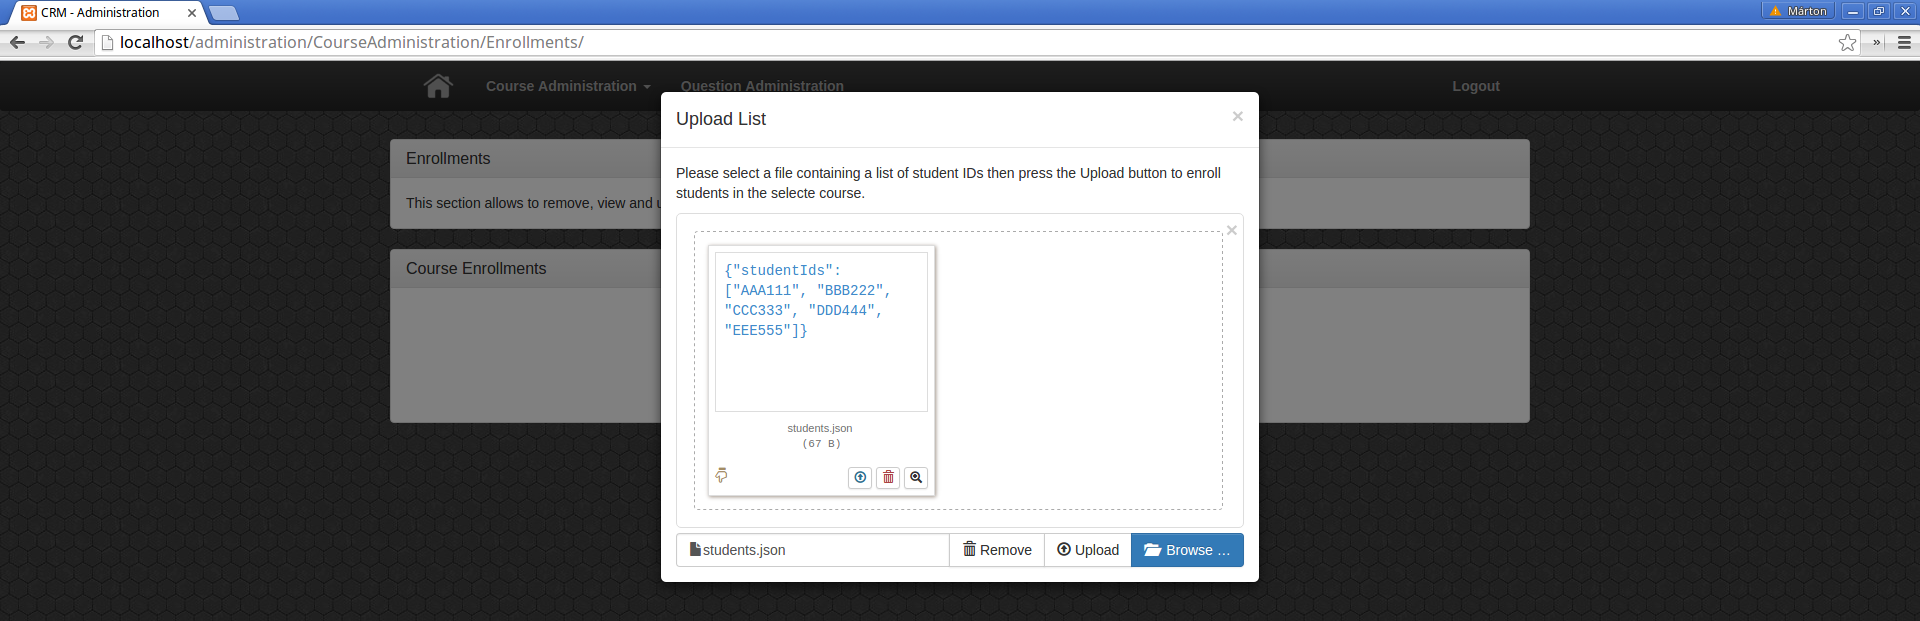 CRM - Administration
Márton
localhost/administration/CourseAdministration/Enrollments/
»
Course Administration
Question Administration
Logout
Upload List
×
Enrollments
This section allows to remove, view and
Please select a file containing a list of student IDs then press the Upload button to enroll
students in the selecte course.
×
Course Enrollments
{"studentIds":
["AAA111", "BBB222",
"CCC333", "DDD444",
"EEE555"]}
students.json
(67 B)
students.json
Remove
Upload
Browse …